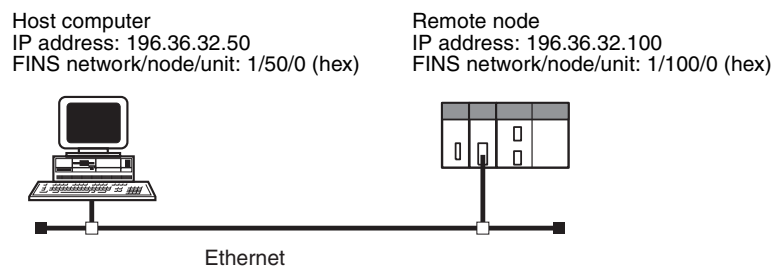 Host computer
IP address: 196.36.32.50
FINS network/node/unit: 1/50/0 (hex)
Remote node
IP address: 196.36.32.100
FINS network/node/unit: 1/100/0 (hex)
Ethernet